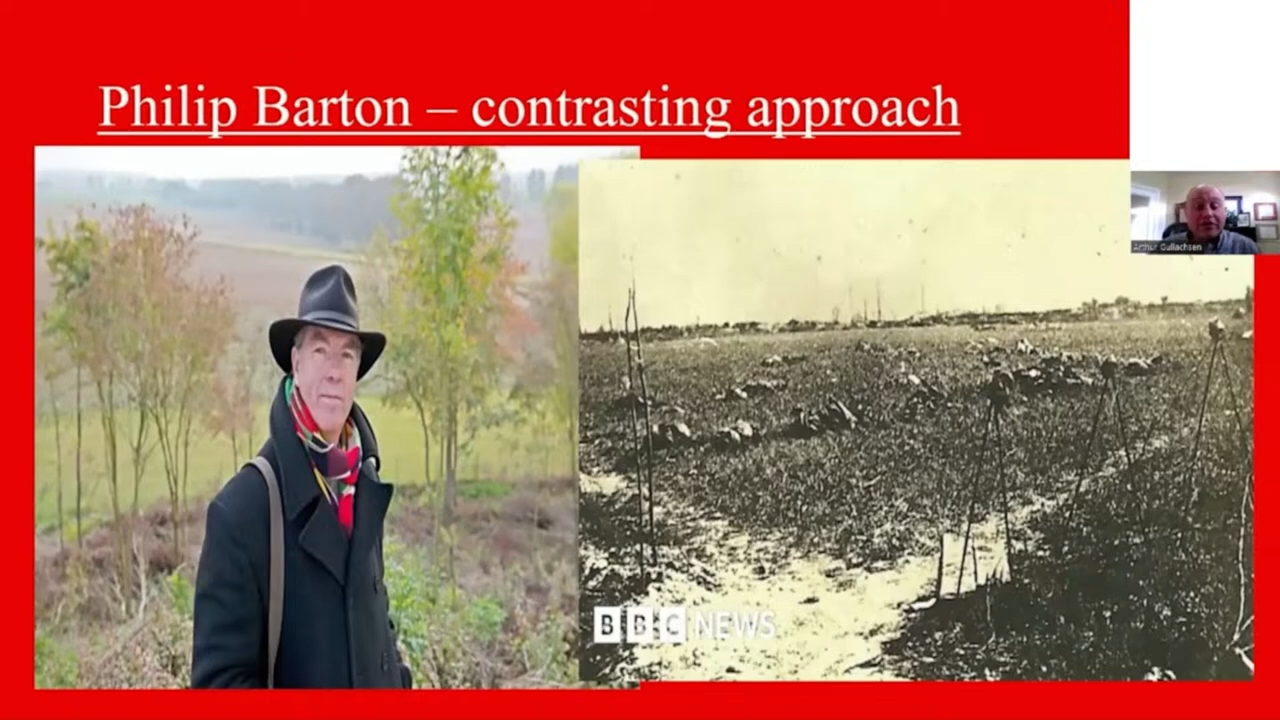 Philip Barton – contrasting approach
Arthur Gullachsen
BBC NEWS